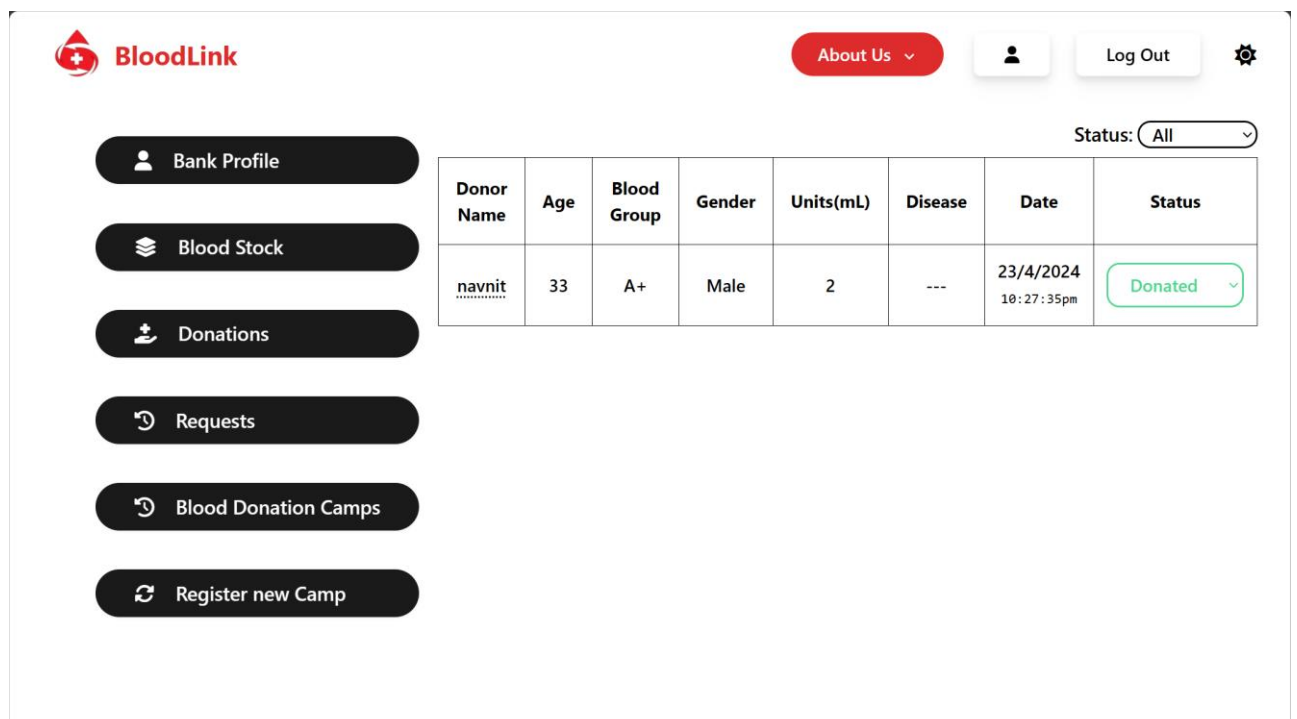 BloodLink
About Us
Log Out
Status: All
Bank Profile
Blood Stock
Donations
Requests
Blood Donation Camps
Register new Camp
Donor Name Age Blood Group Gender Units(mL) Disease Date Status
navnit 33 A+ Male 2 --- 23/4/2024 Donated
10:27:35pm